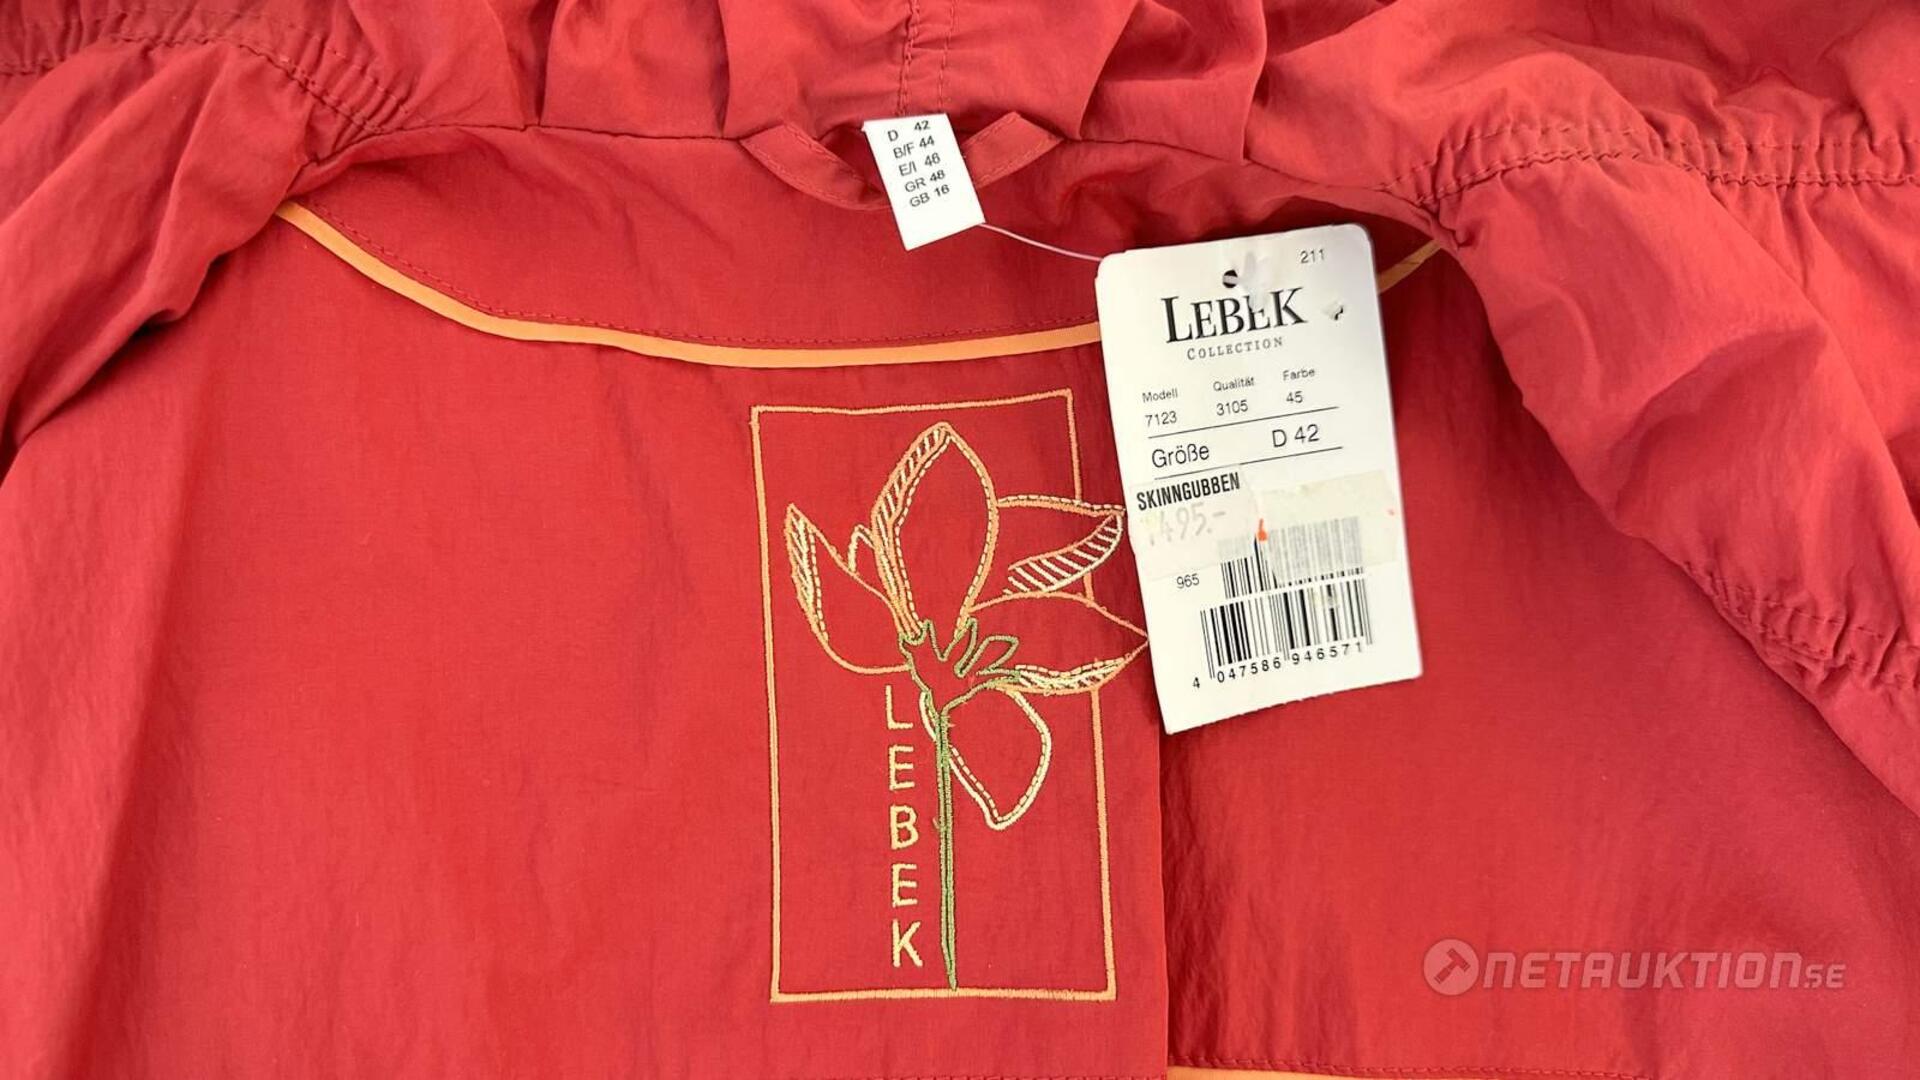 D 42
B/F 44
E/I 46
GR 48
GB 16
211
LEBEK
COLLECTION
Modell Qualität Farbe
7123 3105 45
Größe D 42
SKINNGUBBEN
495.-
965
4 047586 946571
LEBEK
NETAUKTION.SE